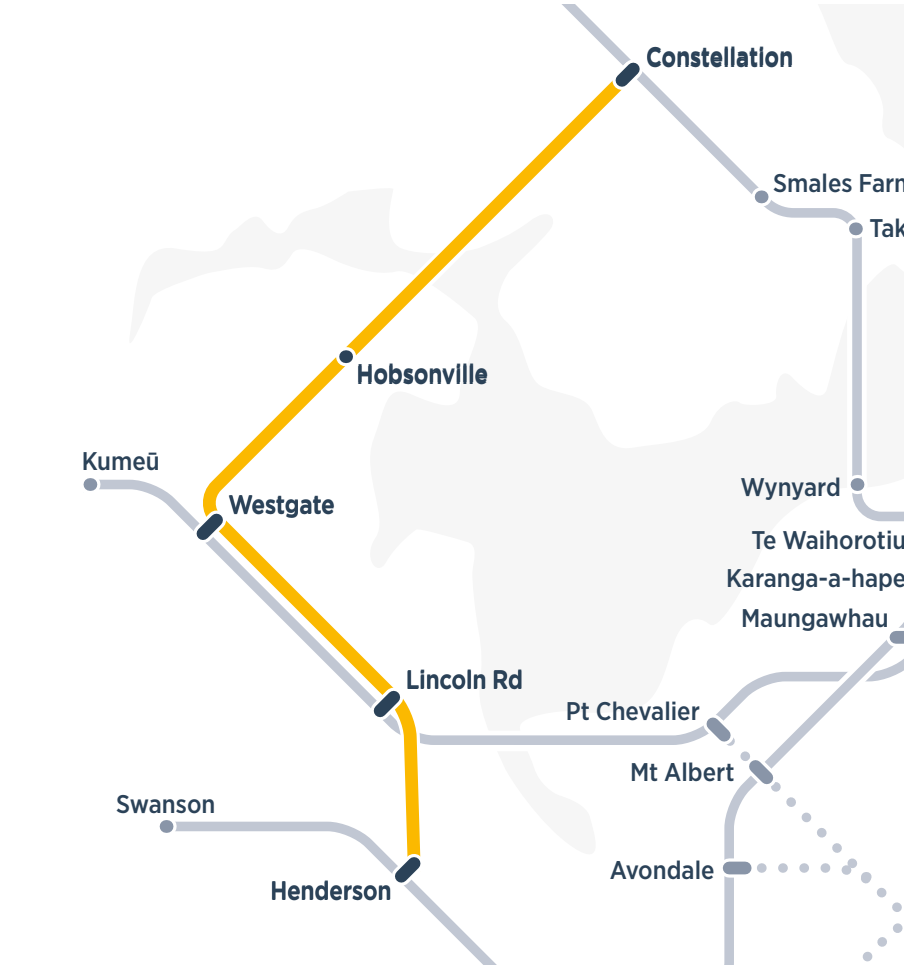 Constellation
Smales Farm
Tak
Hobsonville
Kumeū
Westgate
Wynyard
Te Waihorotiu
Karanga-a-hape
Maungawhau
Lincoln Rd
Pt Chevalier
Mt Albert
Swanson
Avondale
Henderson